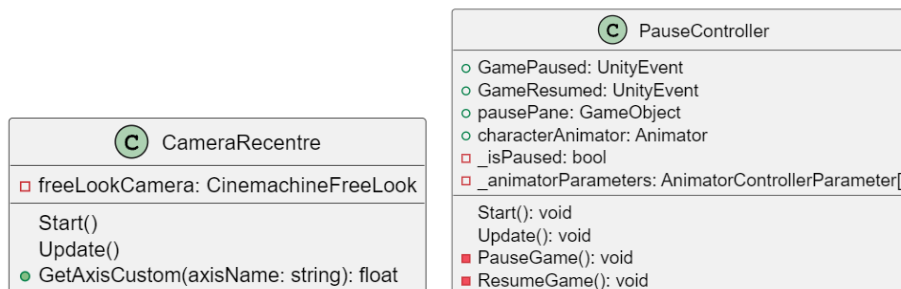 C CameraRecentre
freeLookCamera: CinemachineFreeLook
Start()
Update()
GetAxisCustom(axisName: string): float
C PauseController
GamePaused: UnityEvent
GameResumed: UnityEvent
pausePane: GameObject
characterAnimator: Animator
_isPaused: bool
_animatorParameters: AnimatorControllerParameter[
Start(): void
Update(): void
PauseGame(): void
ResumeGame(): void